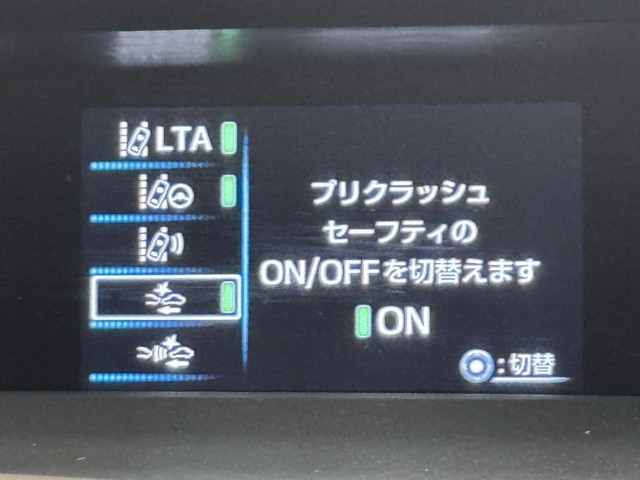 LTA
プリクラッシュ
セーフティの
ON/OFFを切替えます
ON
:切替